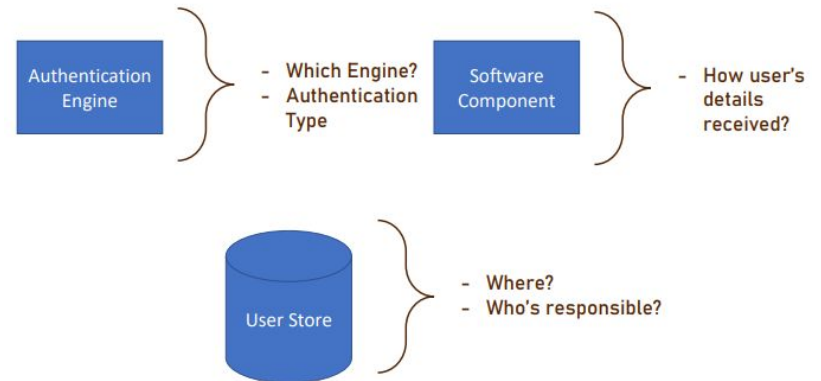 Authentication
Engine
- Which Engine?
- Authentication
Type
Software
Component
- How user's
details
received?
User Store
- Where?
- Who's responsible?